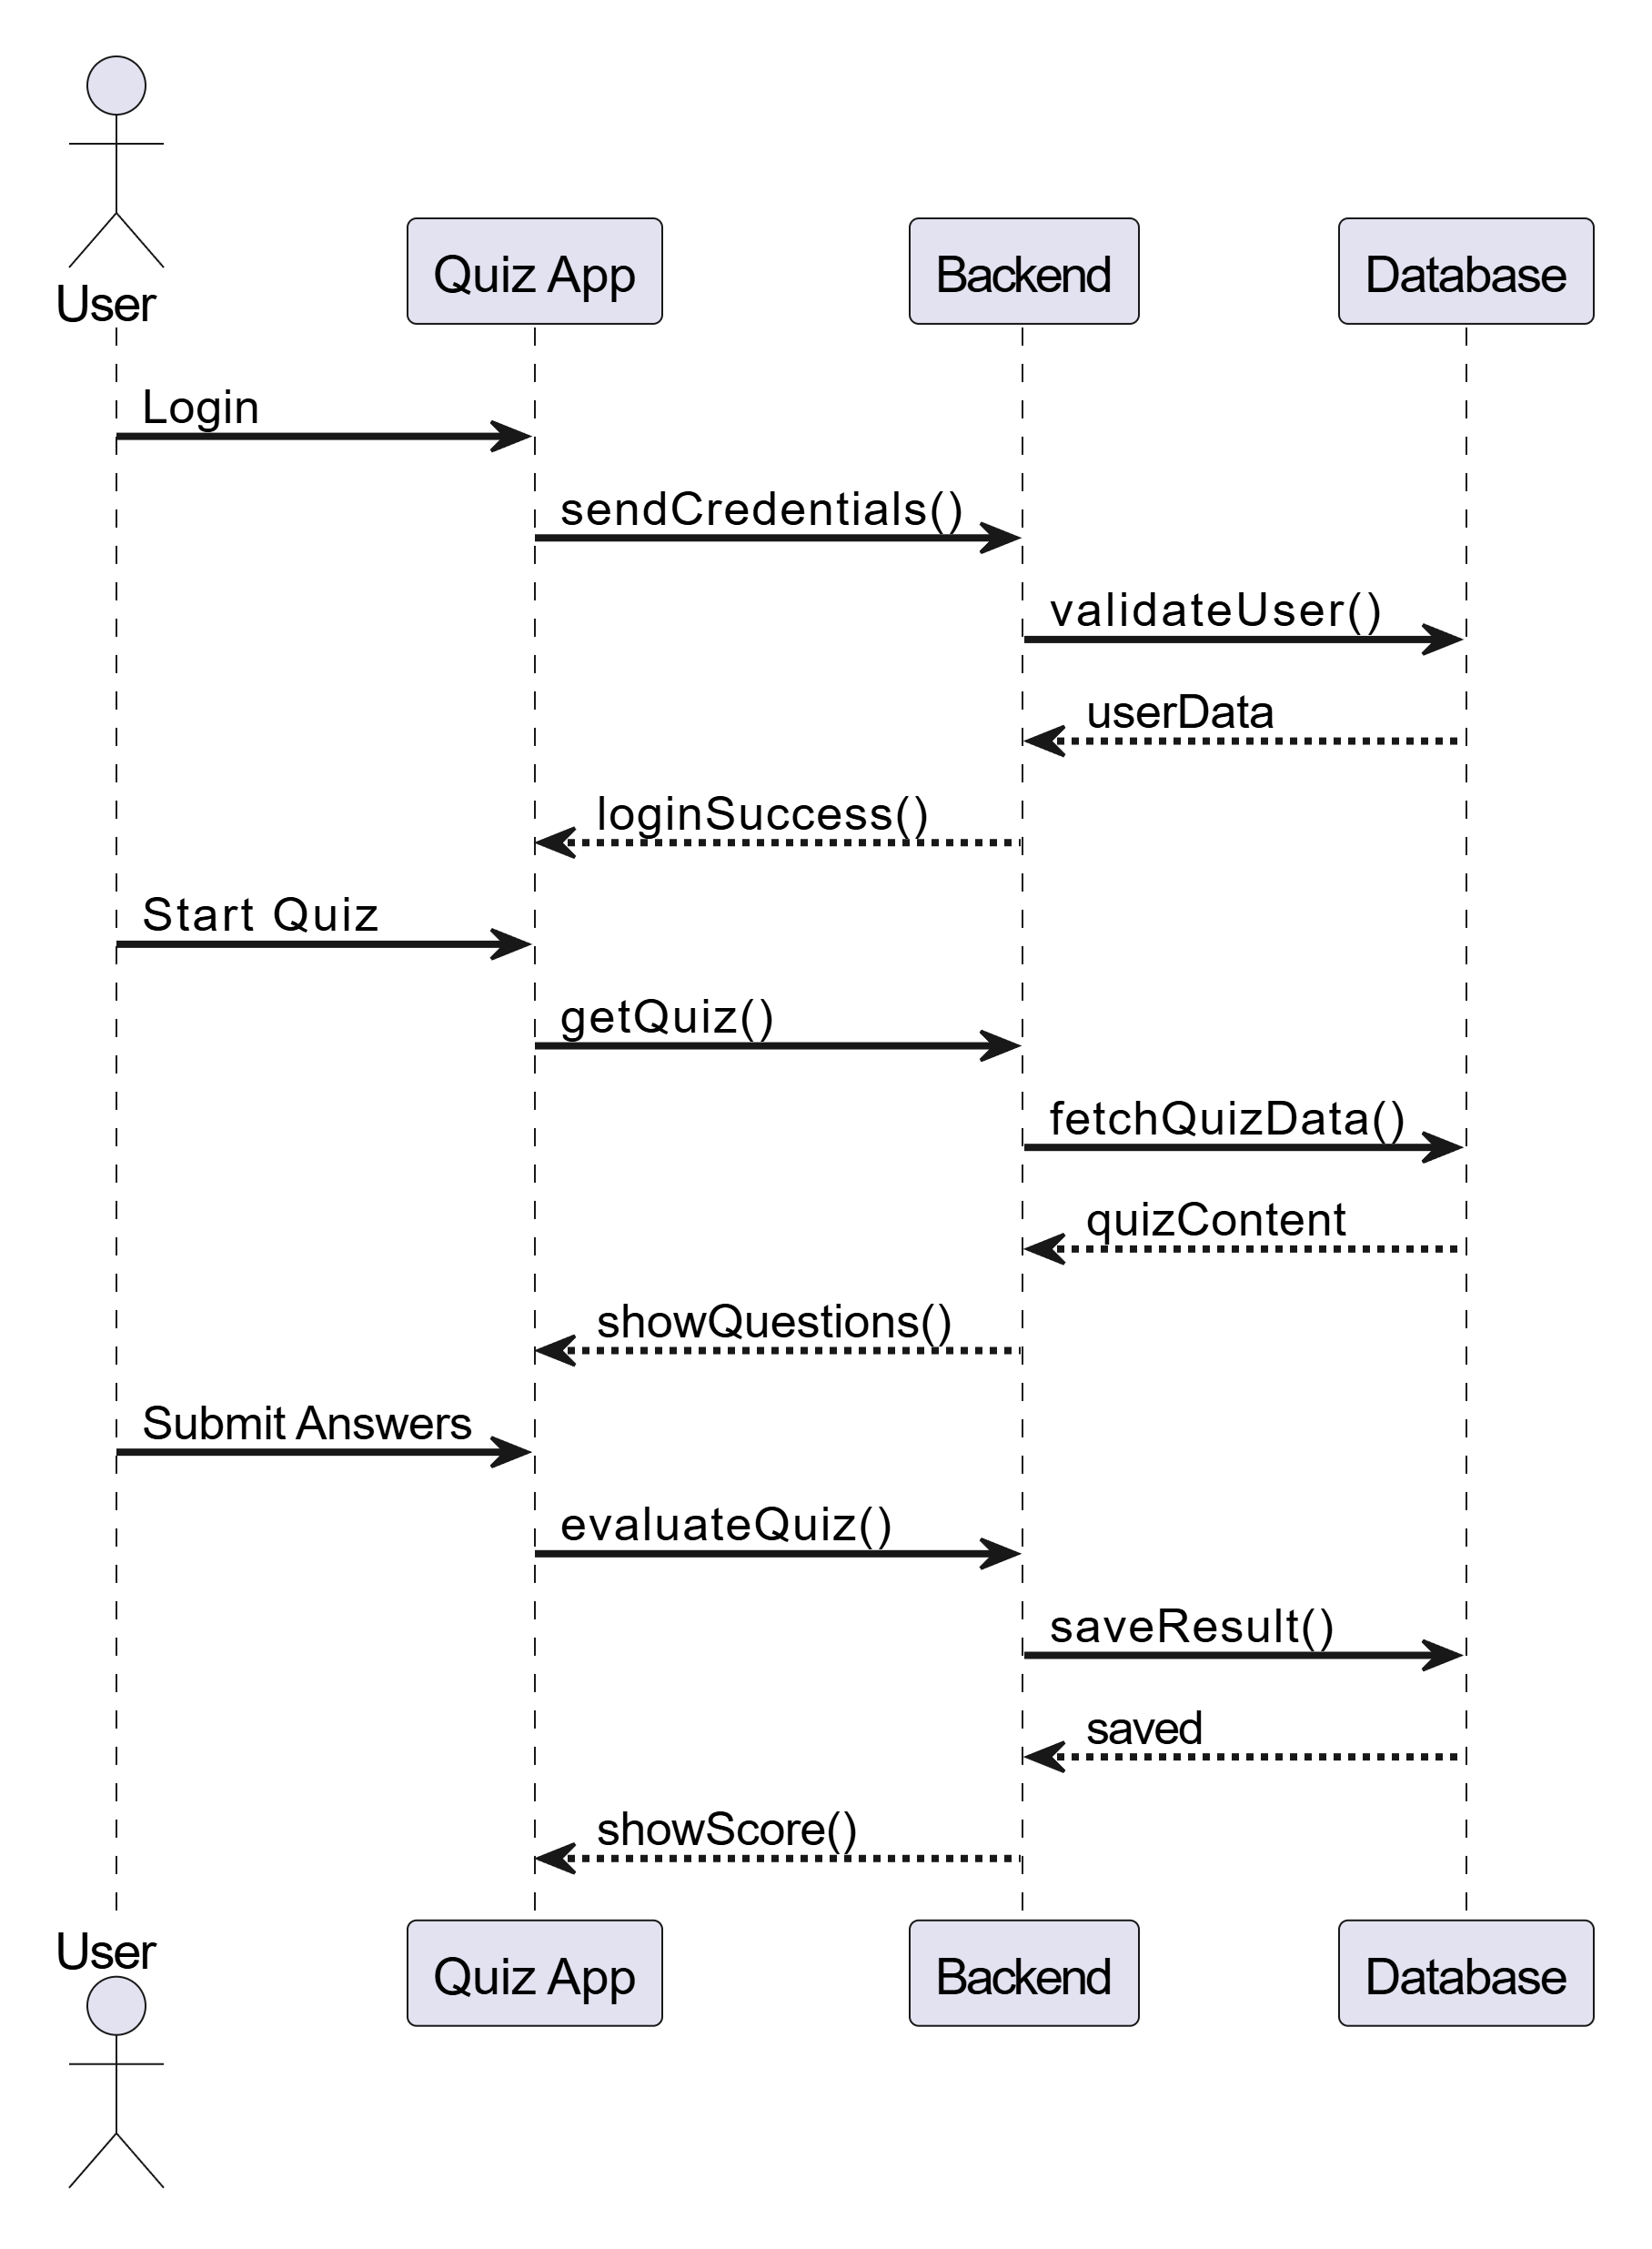 User
Quiz App
Backend
Database
Login
sendCredentials()
validateUser()
userData
loginSuccess()
Start Quiz
getQuiz()
fetchQuizData()
quizContent
showQuestions()
Submit Answers
evaluateQuiz()
saveResult()
saved
showScore()
User
Quiz App
Backend
Database